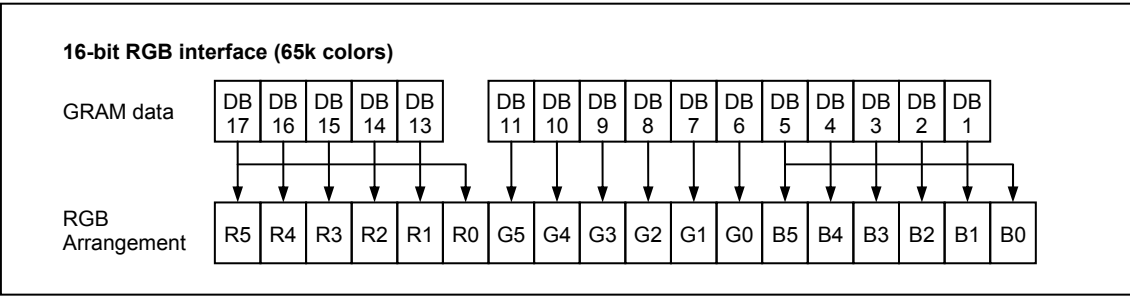 16-bit RGB interface (65k colors)
GRAM data
DB 17 DB 16 DB 15 DB 14 DB 13 DB 11 DB 10 DB 9 DB 8 DB 7 DB 6 DB 5 DB 4 DB 3 DB 2 DB 1
RGB
Arrangement
R5 R4 R3 R2 R1 R0 G5 G4 G3 G2 G1 G0 B5 B4 B3 B2 B1 B0